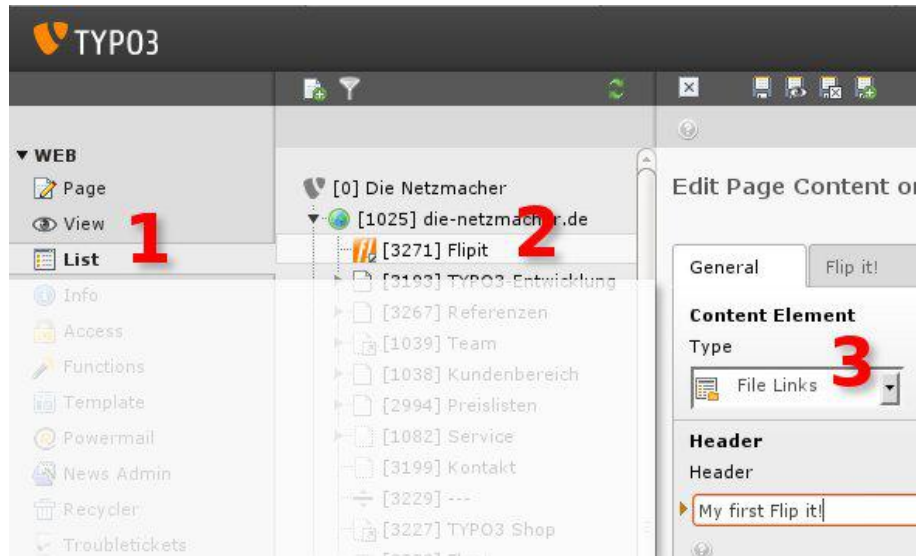 TYPO3
WEB
Page
View
List
Info
Access
Functions
Template
Powermail
News Admin
Recycler
Troubletickets
1
[0] Die Netzmacher
[1025] die-netzmacher.de
[3271] Flipit
[3193] TYPO3-Entwicklung
[3267] Referenzen
[1039] Team
[1038] Kundenbereich
[2994] Preislisten
[1082] Service
[3199] Kontakt
[3229] ---
[3227] TYPO3 Shop
2
Edit Page Content
General
Flip it!
Content Element
Type
File Links
3
Header
Header
My first Flip it!